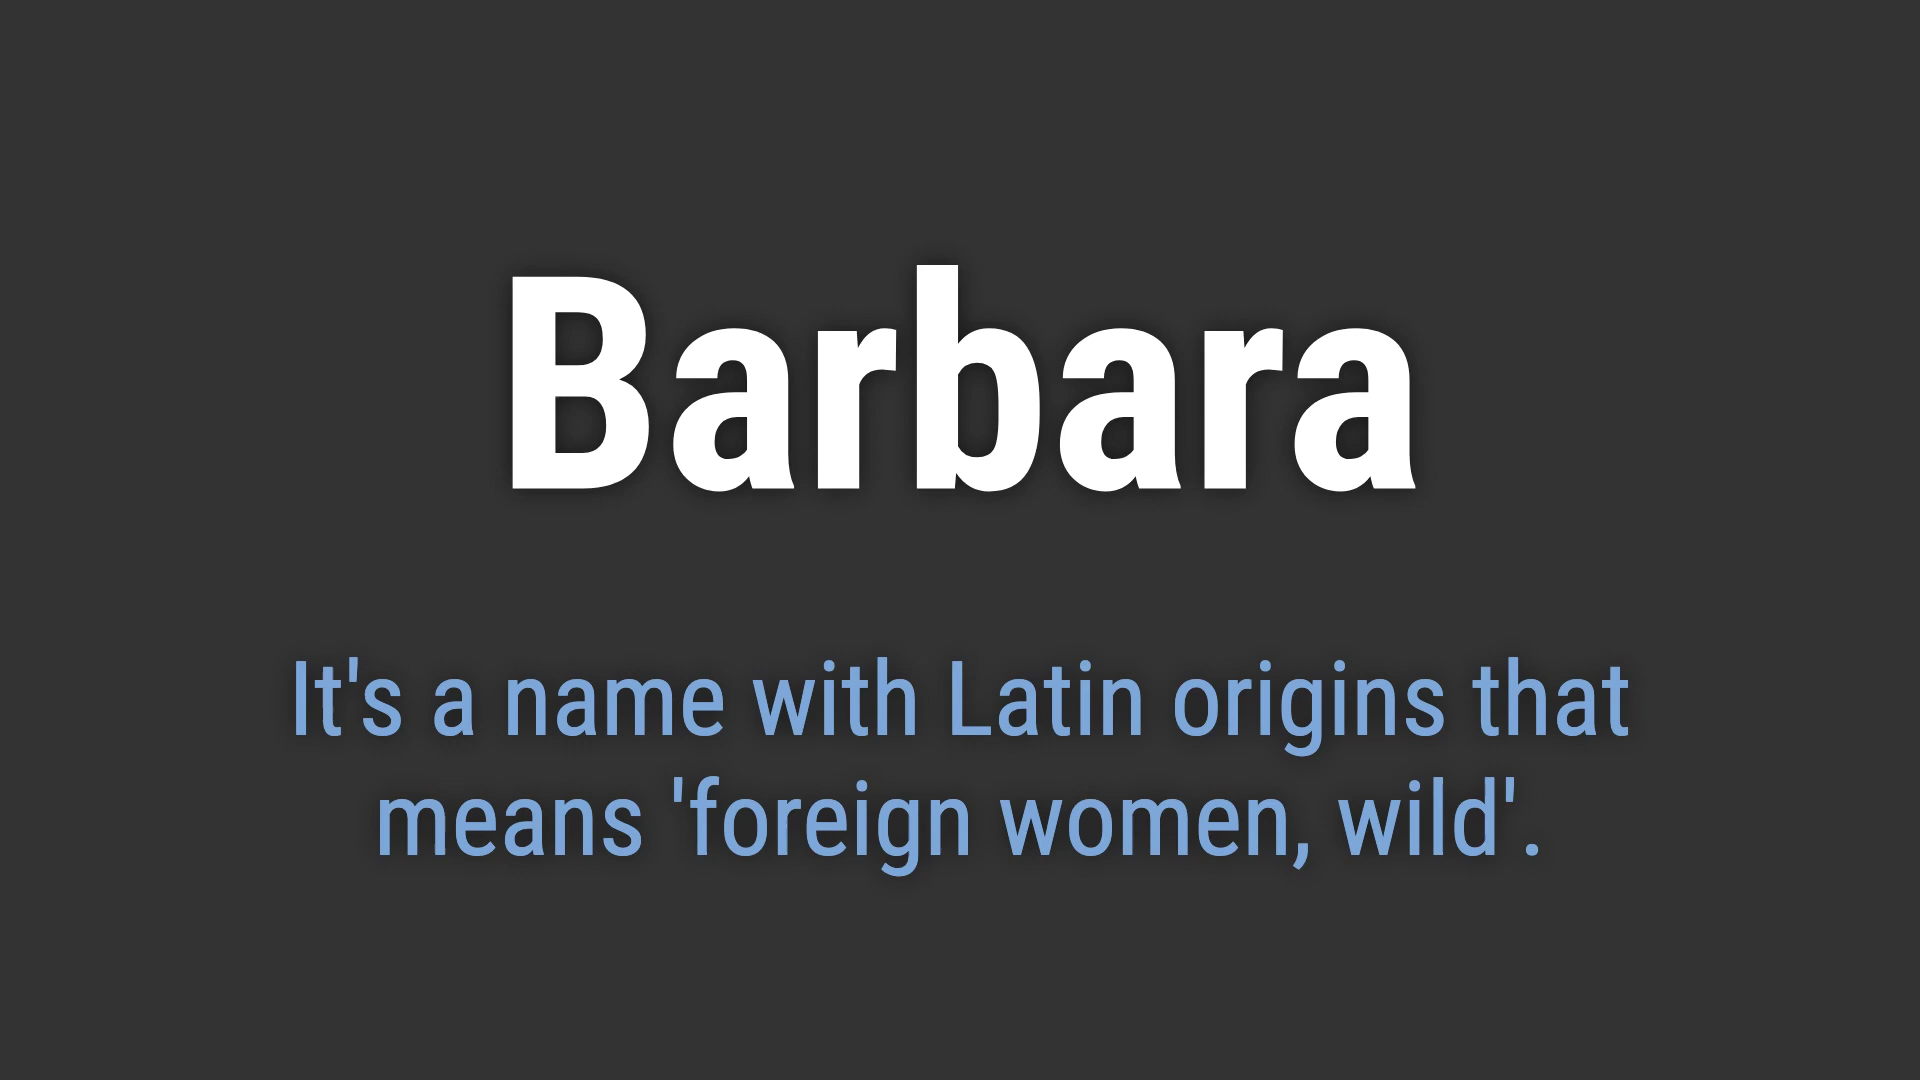 Barbara
It's a name with Latin origins that
means 'foreign women, wild'.